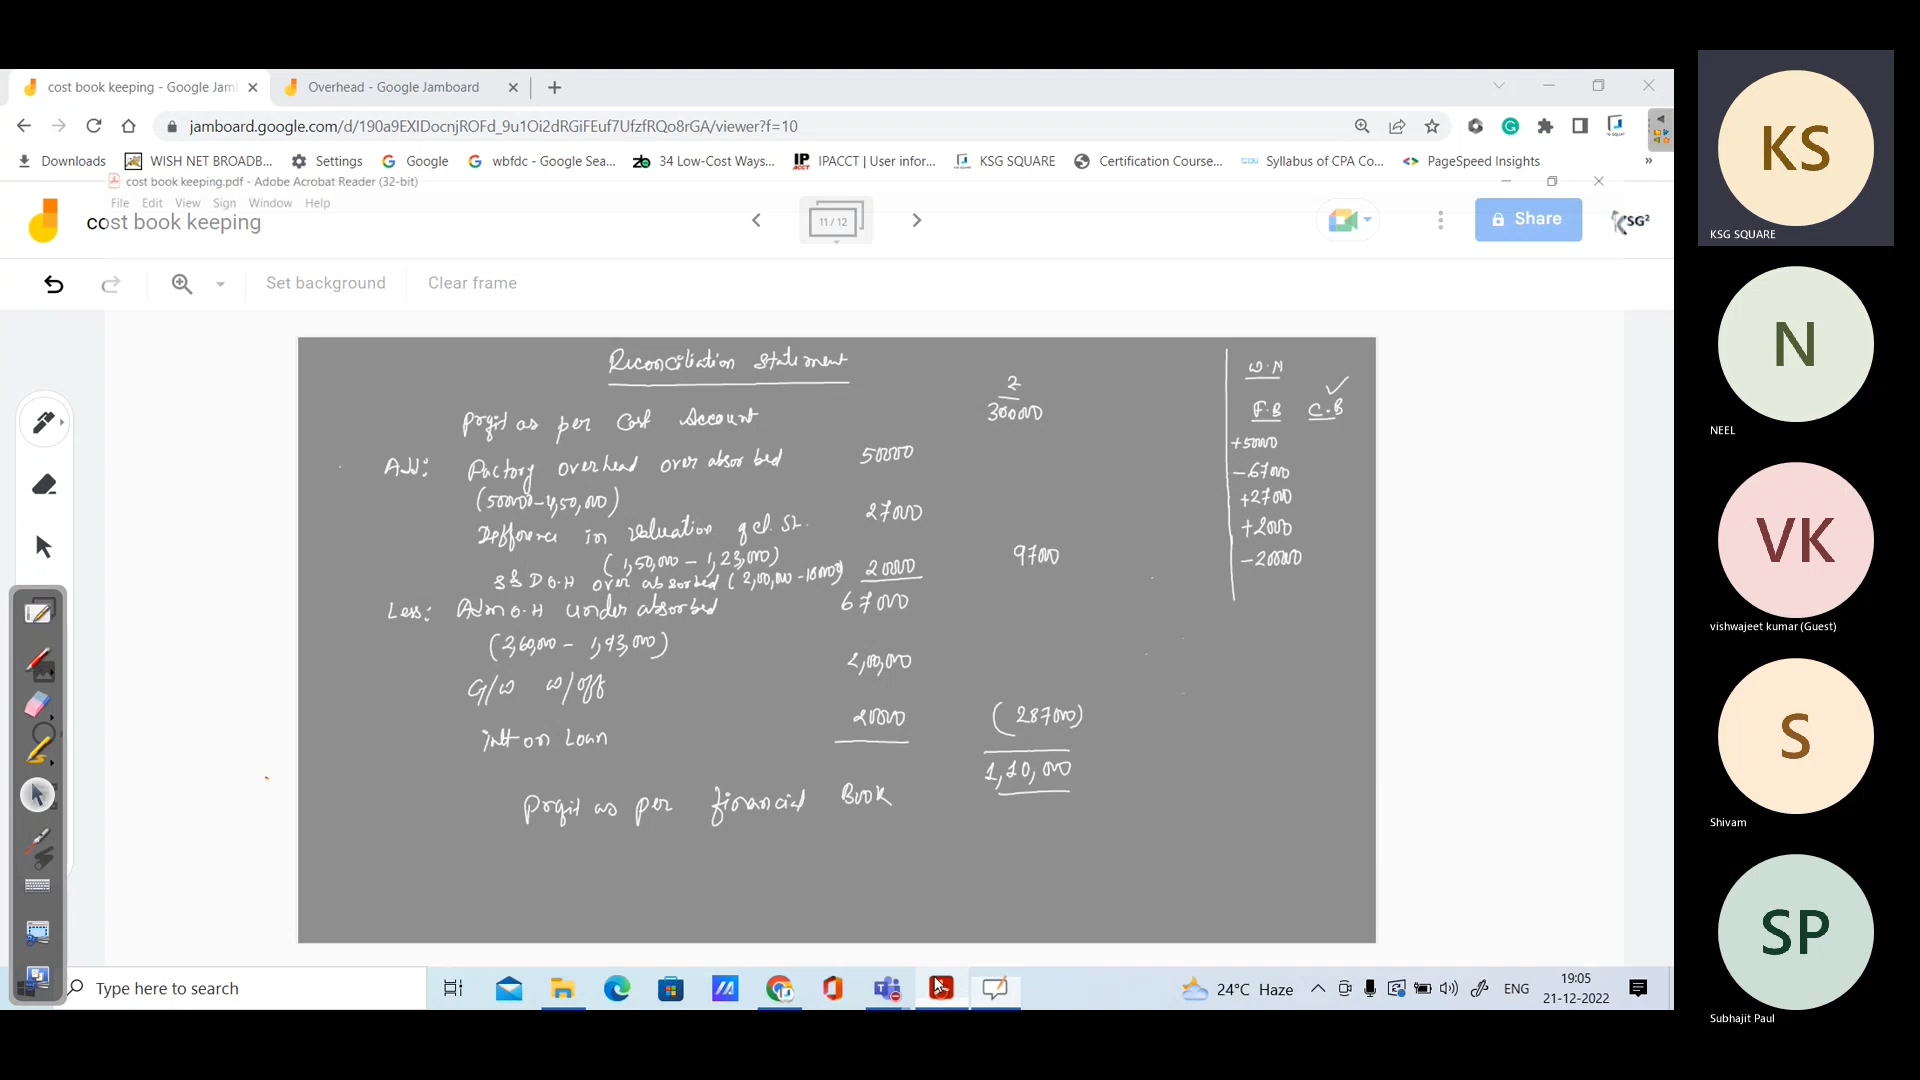 cost book keeping - Google Jam
Overhead - Google Jamboard
jamboard.google.com/d/190a9EXIDocnjROFd_9u1Oi2dRGiFEuf7UfzfRQo8rGA/viewer?f=10
Downloads
WISH NET BROADB...
Settings
Google
wbfdc - Google Sea...
34 Low-Cost Ways...
IPACCT | User infor...
KSG SQUARE
Certification Course...
Syllabus of CPA Co...
PageSpeed Insights
»
cost book keeping.pdf - Adobe Acrobat Reader (32-bit)
File Edit View Sign Window Help
cost book keeping
11 / 12
Share
KSG²
Set background
Clear frame
Reconciliation Statement
Profit as per Cost Account 300000
Add: Factory overhead over absorbed 50000
(500000-4,50,000)
Difference in valuation of cl. St. 27000
(1,50,000 - 1,23,000)
S & D O.H over absorbed (2,00,000-180000) 20000 97000
Less: Adm O.H under absorbed 67000
(2,60,000 - 1,93,000)
G/w w/off 2,00,000
Int on Loan 20000 (287000)
Profit as per financial Book 1,10,000
W.N
F.B C.B
+50000
-67000
+27000
-200000
Type here to search
24°C Haze
ENG
19:05
21-12-2022
KS
KSG SQUARE
N
NEEL
VK
vishwajeet kumar (Guest)
S
Shivam
SP
Subhajit Paul